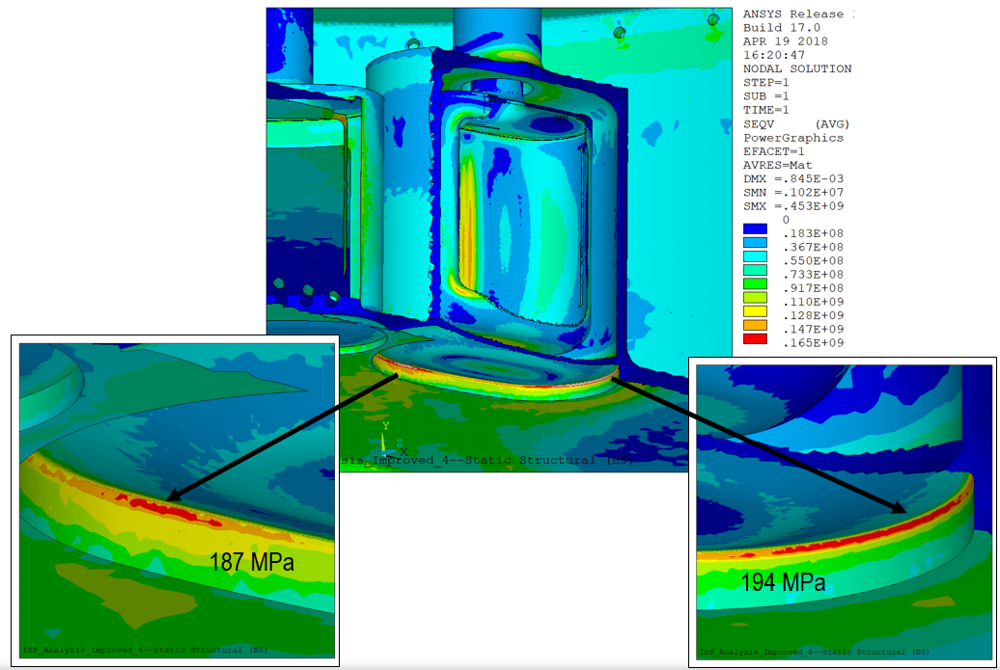 ANSYS Release
Build 17.0
APR 19 2018
16:20:47
NODAL SOLUTION
STEP=1
SUB =1
TIME=1
SEQV (AVG)
PowerGraphics
EFACET=1
AVRES=Mat
DMX =.845E-03
SMN =.102E+07
SMX =.453E+09
0
.183E+08
.367E+08
.550E+08
.733E+08
.917E+08
.110E+09
.128E+09
.147E+09
.165E+09
Y
Z
X
sis_Improved_4--Static Structural (B5)
187 MPa
IRP_Analysis_Improved_4--Static Structural (B5)
194 MPa
IRP_Analysis_Improved_4--Static Structural (B5)